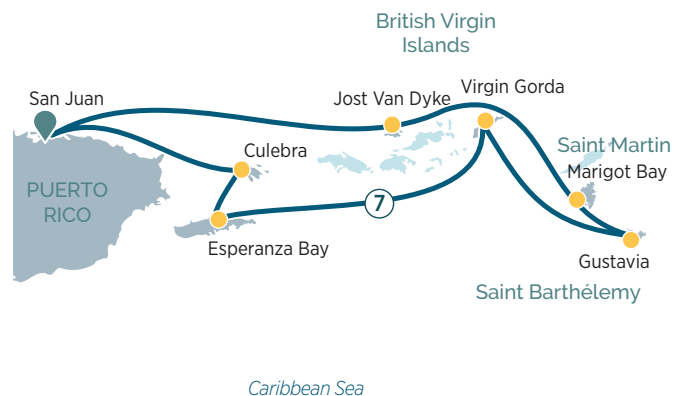 British Virgin
Islands
San Juan
Jost Van Dyke
Virgin Gorda
Culebra
Saint Martin
Marigot Bay
PUERTO
RICO
7
Esperanza Bay
Gustavia
Saint Barthélemy
Caribbean Sea